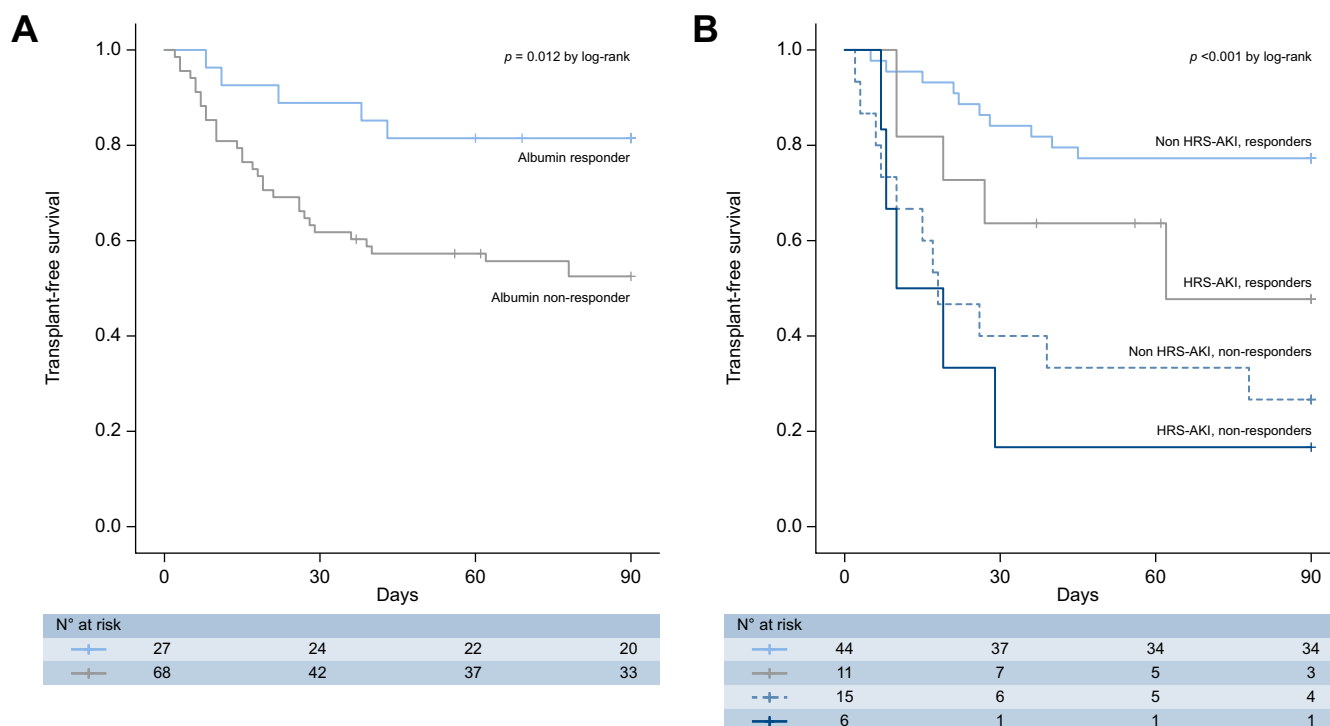 A
p = 0.012 by log-rank
1.0
0.8
0.6
0.4
0.2
0.0
Transplant-free survival
Albumin responder
Albumin non-responder
0 30 60 90
Days
N° at risk
27 24 22 20
68 42 37 33
B
p <0.001 by log-rank
1.0
0.8
0.6
0.4
0.2
0.0
Transplant-free survival
Non HRS-AKI, responders
HRS-AKI, responders
Non HRS-AKI, non-responders
HRS-AKI, non-responders
0 30 60 90
Days
N° at risk
44 37 34 34
11 7 5 3
15 6 5 4
6 1 1 1